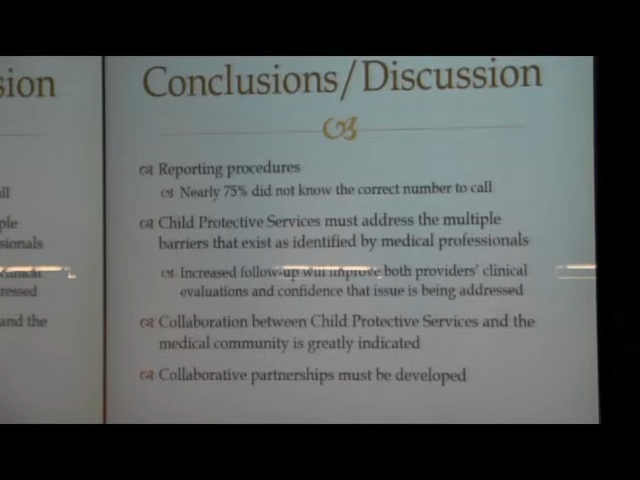 sion
Conclusions/Discussion
Reporting procedures
Nearly 75% did not know the correct number to call
Child Protective Services must address the multiple
barriers that exist as identified by medical professionals
Increased follow-up will improve both providers' clinical
evaluations and confidence that issue is being addressed
Collaboration between Child Protective Services and the
medical community is greatly indicated
Collaborative partnerships must be developed
all
ple
sionals
ressed
and the